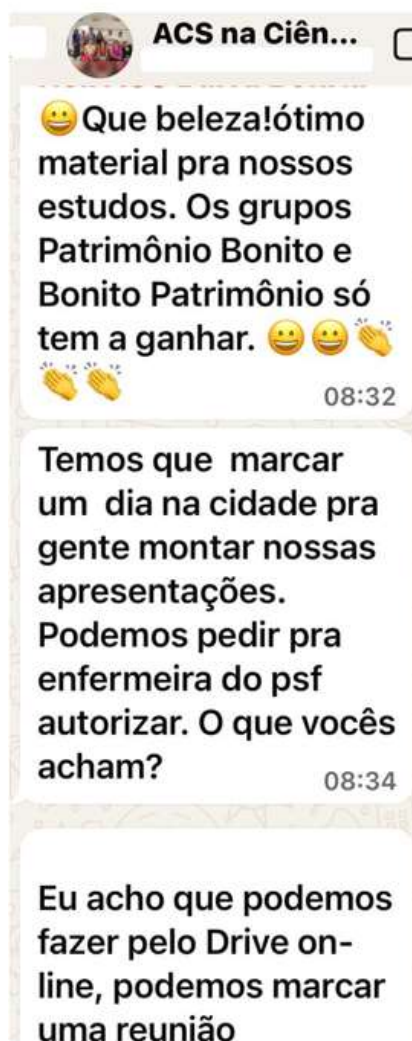 ACS na Ciên...
😀Que beleza!ótimo
material pra nossos
estudos. Os grupos
Patrimônio Bonito e
Bonito Patrimônio só
tem a ganhar. 😀😀👏
👏👏
08:32
Temos que marcar
um dia na cidade pra
gente montar nossas
apresentações.
Podemos pedir pra
enfermeira do psf
autorizar. O que vocês
acham?
08:34
Eu acho que podemos
fazer pelo Drive on-
line, podemos marcar
uma reunião